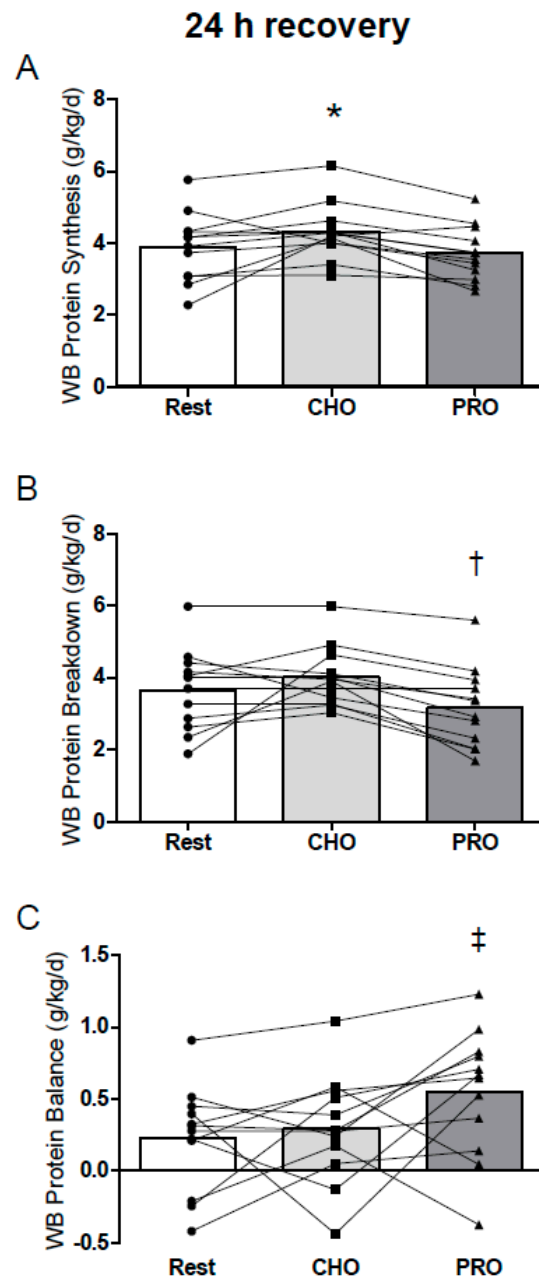 24 h recovery
A
WB Protein Synthesis (g/kg/d)
8
6
4
2
0
*
Rest CHO PRO
B
WB Protein Breakdown (g/kg/d)
8
6
4
2
0
†
Rest CHO PRO
C
WB Protein Balance (g/kg/d)
1.5
1.0
0.5
0.0
-0.5
‡
Rest CHO PRO